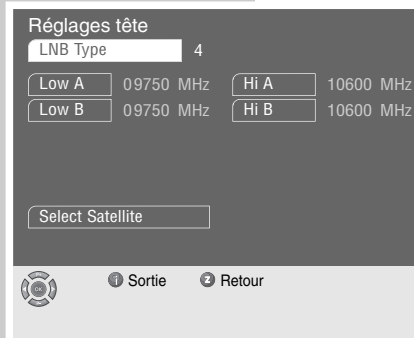 Réglages tête
LNB Type 4
Low A 09750 MHz Hi A 10600 MHz
Low B 09750 MHz Hi B 10600 MHz
Select Satellite
OK i Sortie z Retour